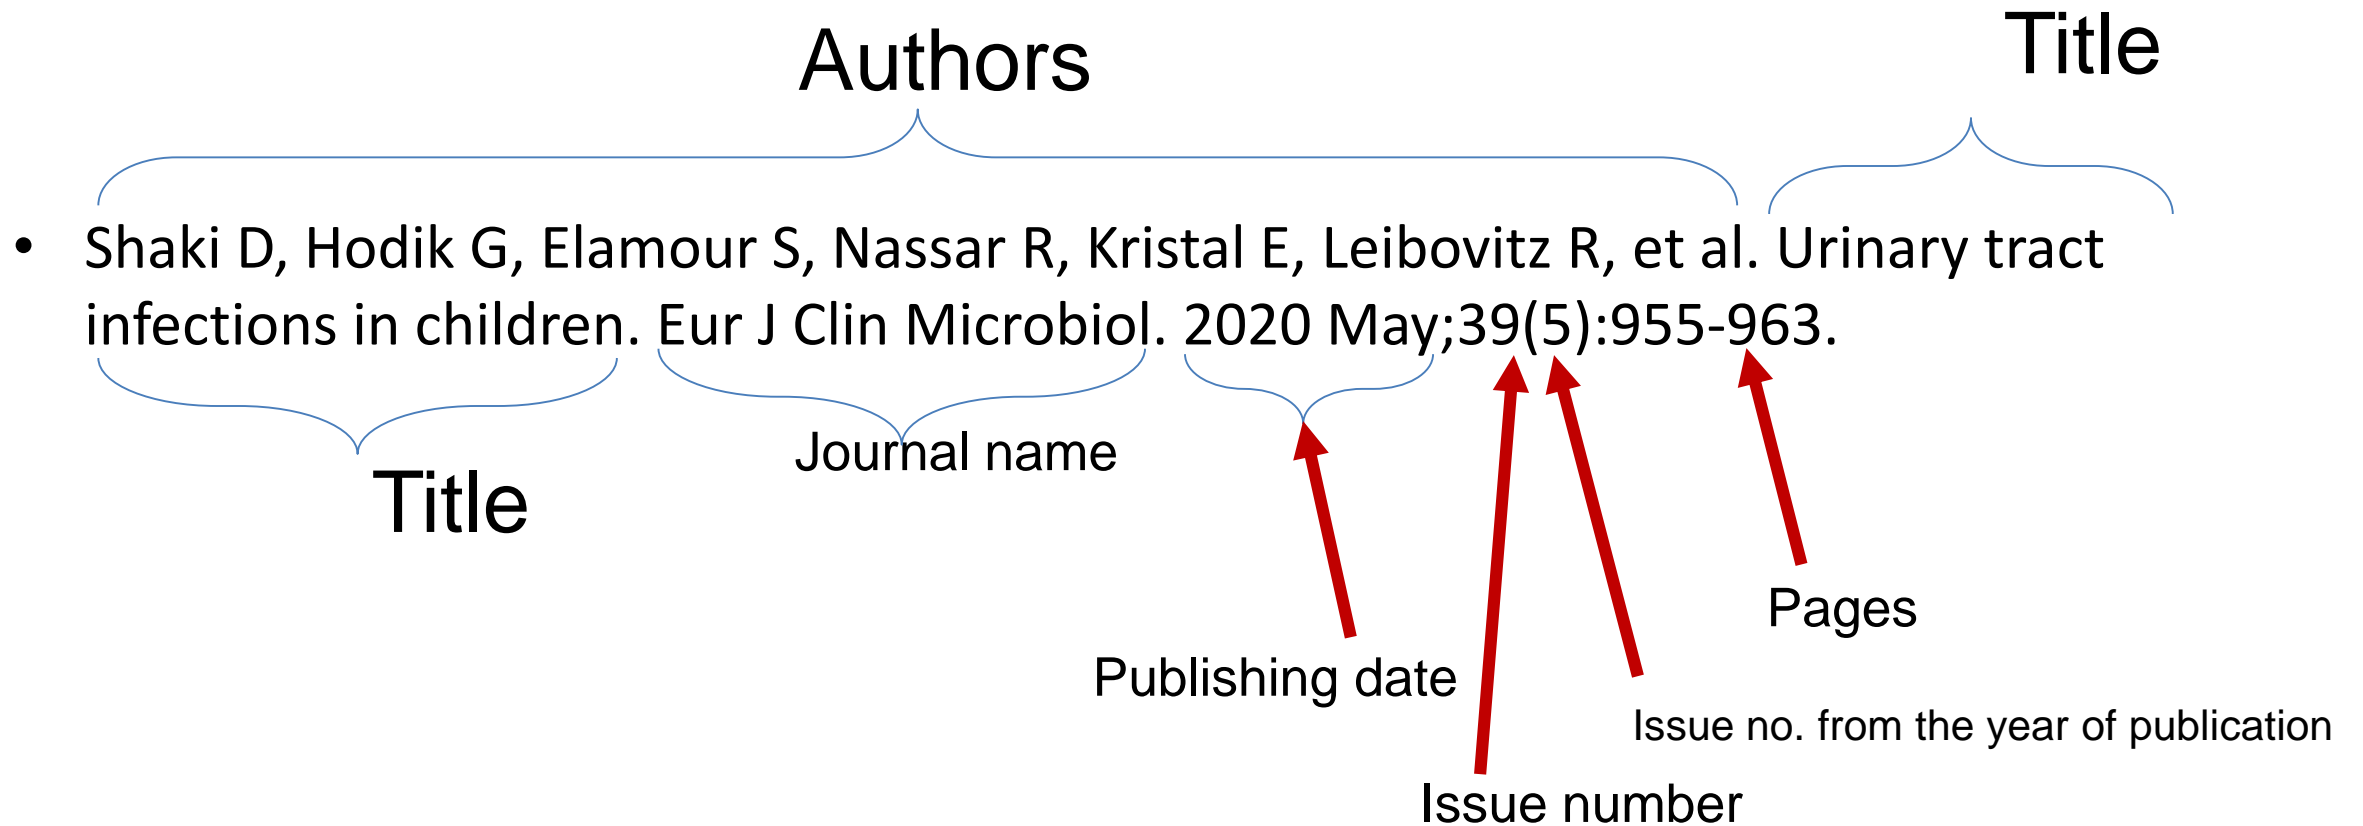 Authors
Title
• Shaki D, Hodik G, Elamour S, Nassar R, Kristal E, Leibovitz R, et al. Urinary tract
infections in children. Eur J Clin Microbiol. 2020 May;39(5):955-963.
Journal name
Title
Pages
Publishing date
Issue no. from the year of publication
Issue number